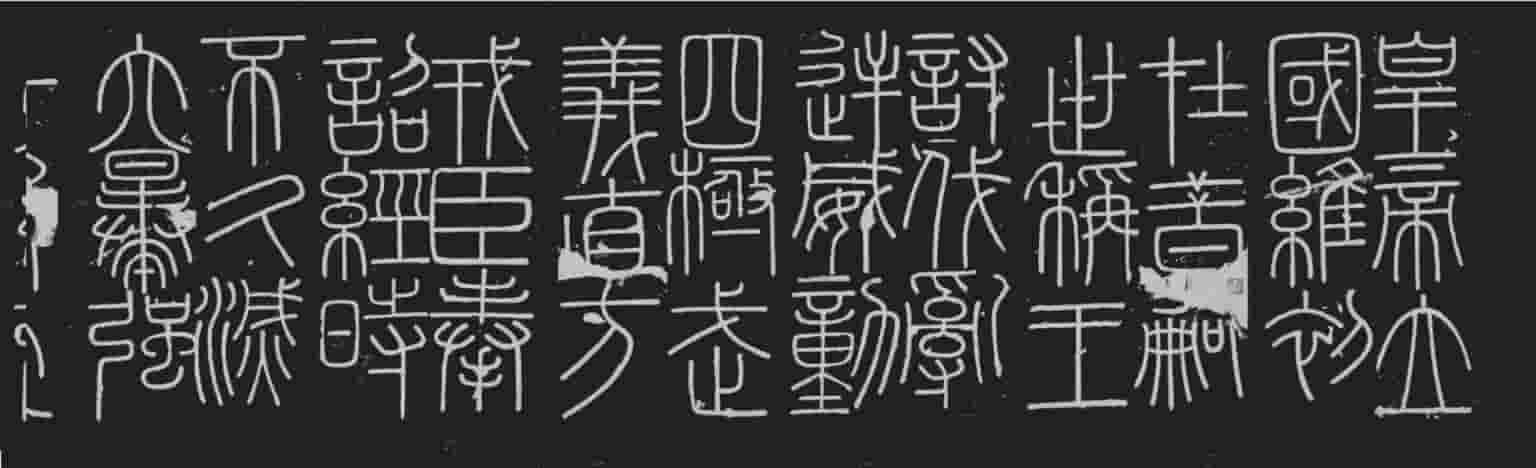 皇帝立
國維初
在昔嗣
世稱王
討伐亂
逆威動
四極武
義直方
戎臣奉
詔經時
不久滅
六暴強